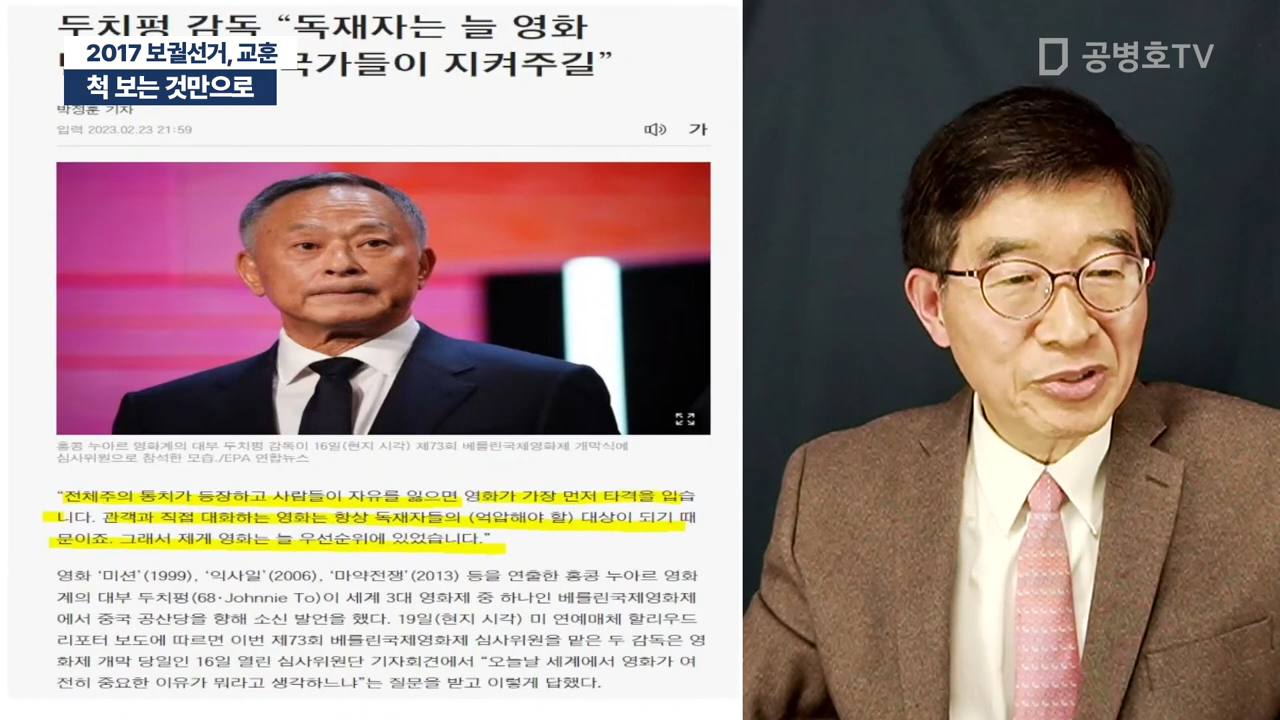 두치펑 감독 “독재자는 늘 영화
국가들이 지켜주길”
2017 보궐선거, 교훈
척 보는 것만으로
박정훈 기자
입력 2023.02.23 21:59
가
공병호TV
홍콩 누아르 영화계의 대부 두치펑 감독이 16일(현지 시각) 제73회 베를린국제영화제 개막식에
심사위원으로 참석한 모습./EPA 연합뉴스
“전체주의 통치가 등장하고 사람들이 자유를 잃으면 영화가 가장 먼저 타격을 입습
니다. 관객과 직접 대화하는 영화는 항상 독재자들의 (억압해야 할) 대상이 되기 때
문이죠. 그래서 제게 영화는 늘 우선순위에 있었습니다.”
영화 ‘미션’(1999), ‘익사일’(2006), ‘마약전쟁’(2013) 등을 연출한 홍콩 누아르 영화
계의 대부 두치펑(68·Johnnie To)이 세계 3대 영화제 중 하나인 베를린국제영화제
에서 중국 공산당을 향해 소신 발언을 했다. 19일(현지 시각) 미 연예매체 할리우드
리포터 보도에 따르면 이번 제73회 베를린국제영화제 심사위원을 맡은 두 감독은 영
화제 개막 당일인 16일 열린 심사위원단 기자회견에서 “오늘날 세계에서 영화가 여
전히 중요한 이유가 뭐라고 생각하느냐”는 질문을 받고 이렇게 답했다.